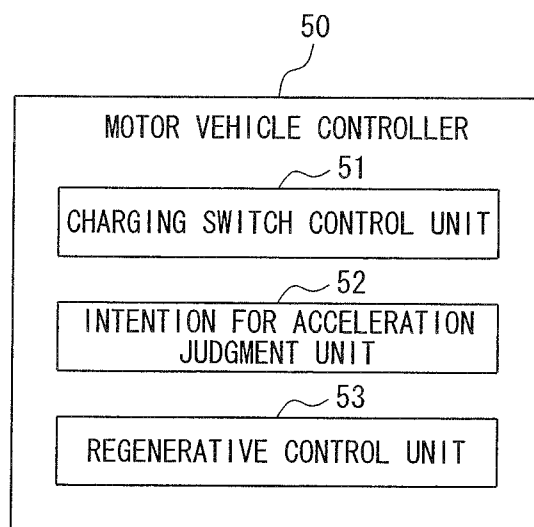 50
MOTOR VEHICLE CONTROLLER
51
CHARGING SWITCH CONTROL UNIT
52
INTENTION FOR ACCELERATION
JUDGMENT UNIT
53
REGENERATIVE CONTROL UNIT